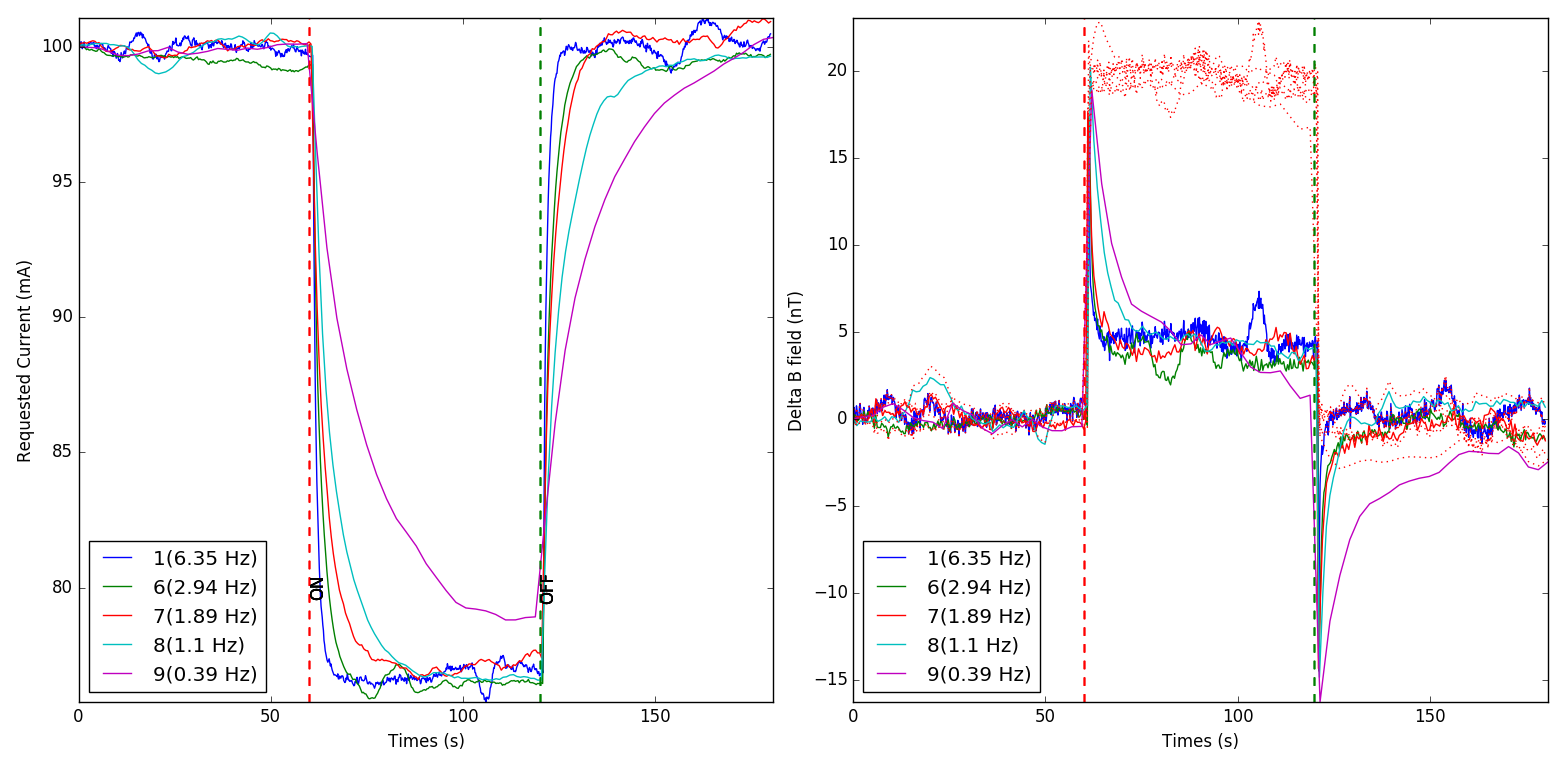 100
95
90
85
80
Requested Current (mA)
ON
OFF
1(6.35 Hz)
6(2.94 Hz)
7(1.89 Hz)
8(1.1 Hz)
9(0.39 Hz)
0
50
100
150
Times (s)
20
15
10
5
0
−5
−10
−15
Delta B field (nT)
1(6.35 Hz)
6(2.94 Hz)
7(1.89 Hz)
8(1.1 Hz)
9(0.39 Hz)
0
50
100
150
Times (s)